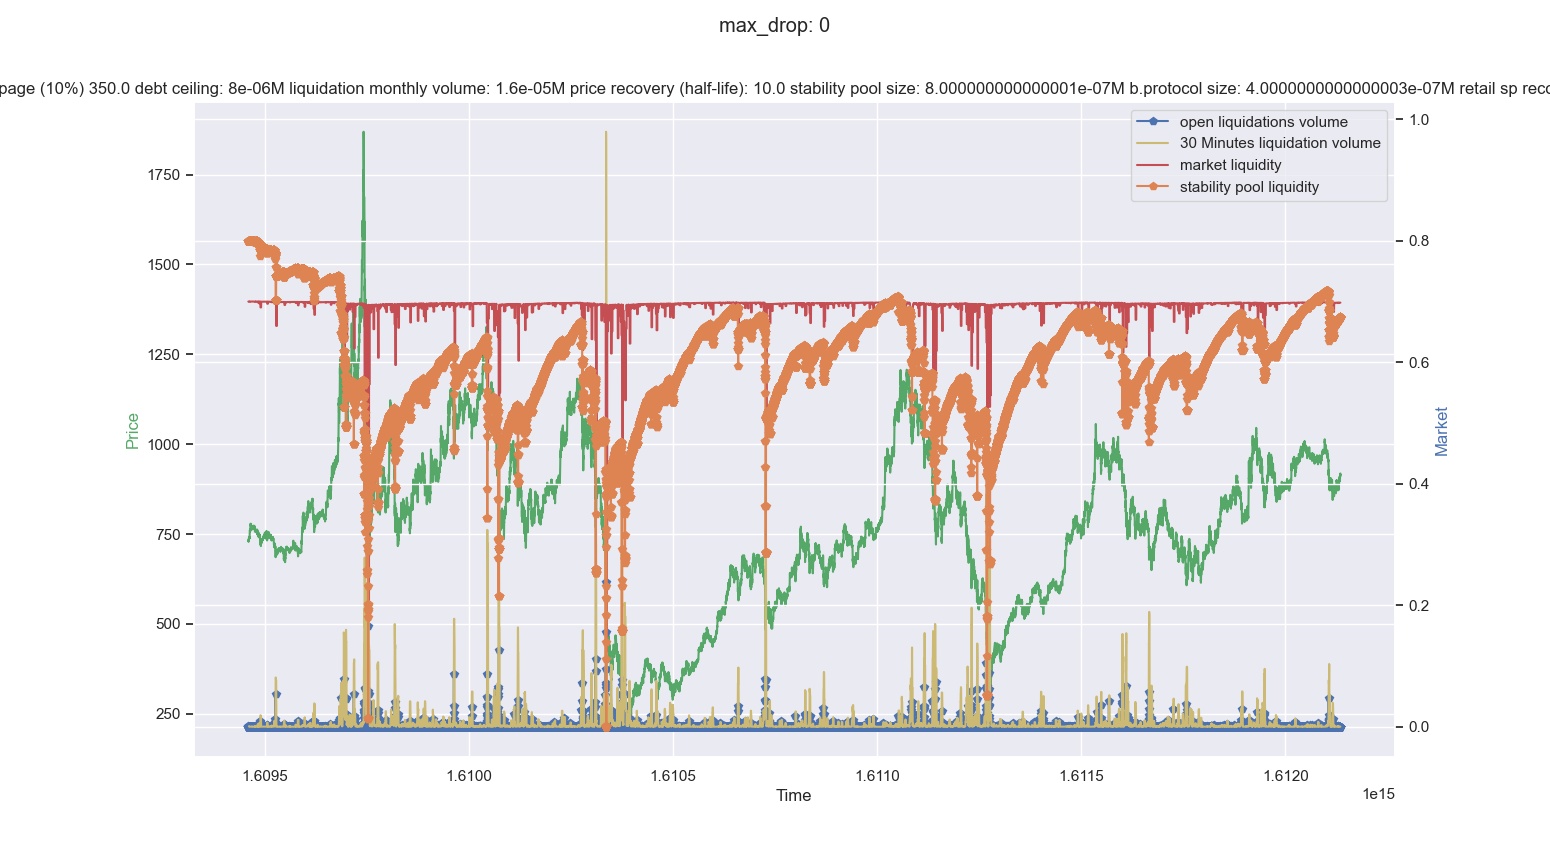 max_drop: 0
page (10%) 350.0 debt ceiling: 8e-06M liquidation monthly volume: 1.6e-05M price recovery (half-life): 10.0 stability pool size: 8.000000000000001e-07M b.protocol size: 4.0000000000000003e-07M retail sp reco
open liquidations volume
30 Minutes liquidation volume
market liquidity
stability pool liquidity
1750
1500
1250
1000
750
500
250
Price
1.0
0.8
0.6
0.4
0.2
0.0
Market
1.6095 1.6100 1.6105 1.6110 1.6115 1.6120
Time
1e15